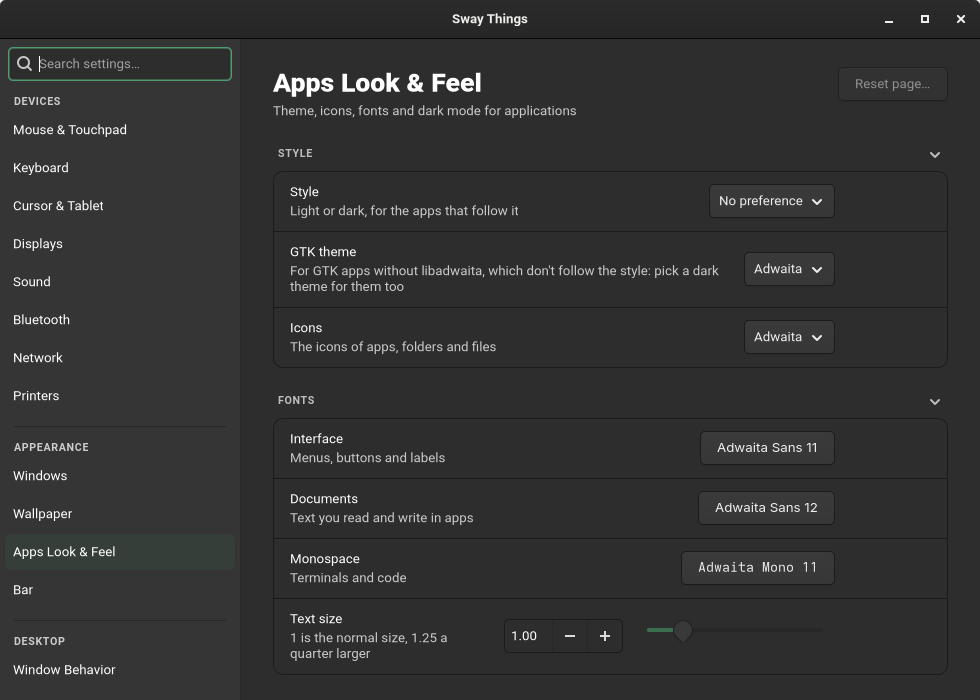 Sway Things
Search settings...
DEVICES
Mouse & Touchpad
Keyboard
Cursor & Tablet
Displays
Sound
Bluetooth
Network
Printers
APPEARANCE
Windows
Wallpaper
Apps Look & Feel
Bar
DESKTOP
Window Behavior
Apps Look & Feel
Theme, icons, fonts and dark mode for applications
Reset page...
STYLE
Style
Light or dark, for the apps that follow it
No preference
GTK theme
For GTK apps without libadwaita, which don't follow the style: pick a dark
theme for them too
Adwaita
Icons
The icons of apps, folders and files
Adwaita
FONTS
Interface
Menus, buttons and labels
Adwaita Sans 11
Documents
Text you read and write in apps
Adwaita Sans 12
Monospace
Terminals and code
Adwaita Mono 11
Text size
1 is the normal size, 1.25 a
quarter larger
1.00